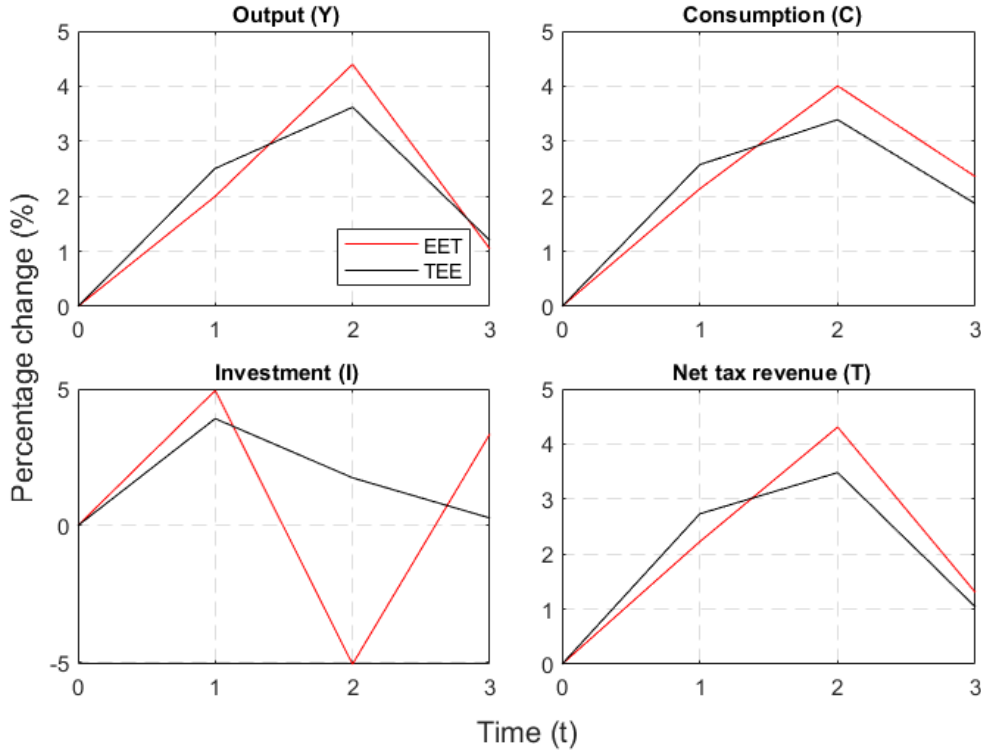 Output (Y)
5
4
3
2
1
0
0 1 2 3
EET
TEE
Consumption (C)
5
4
3
2
1
0
0 1 2 3
Percentage change (%)
Investment (I)
5
0
-5
0 1 2 3
Net tax revenue (T)
5
4
3
2
1
0
0 1 2 3
Time (t)